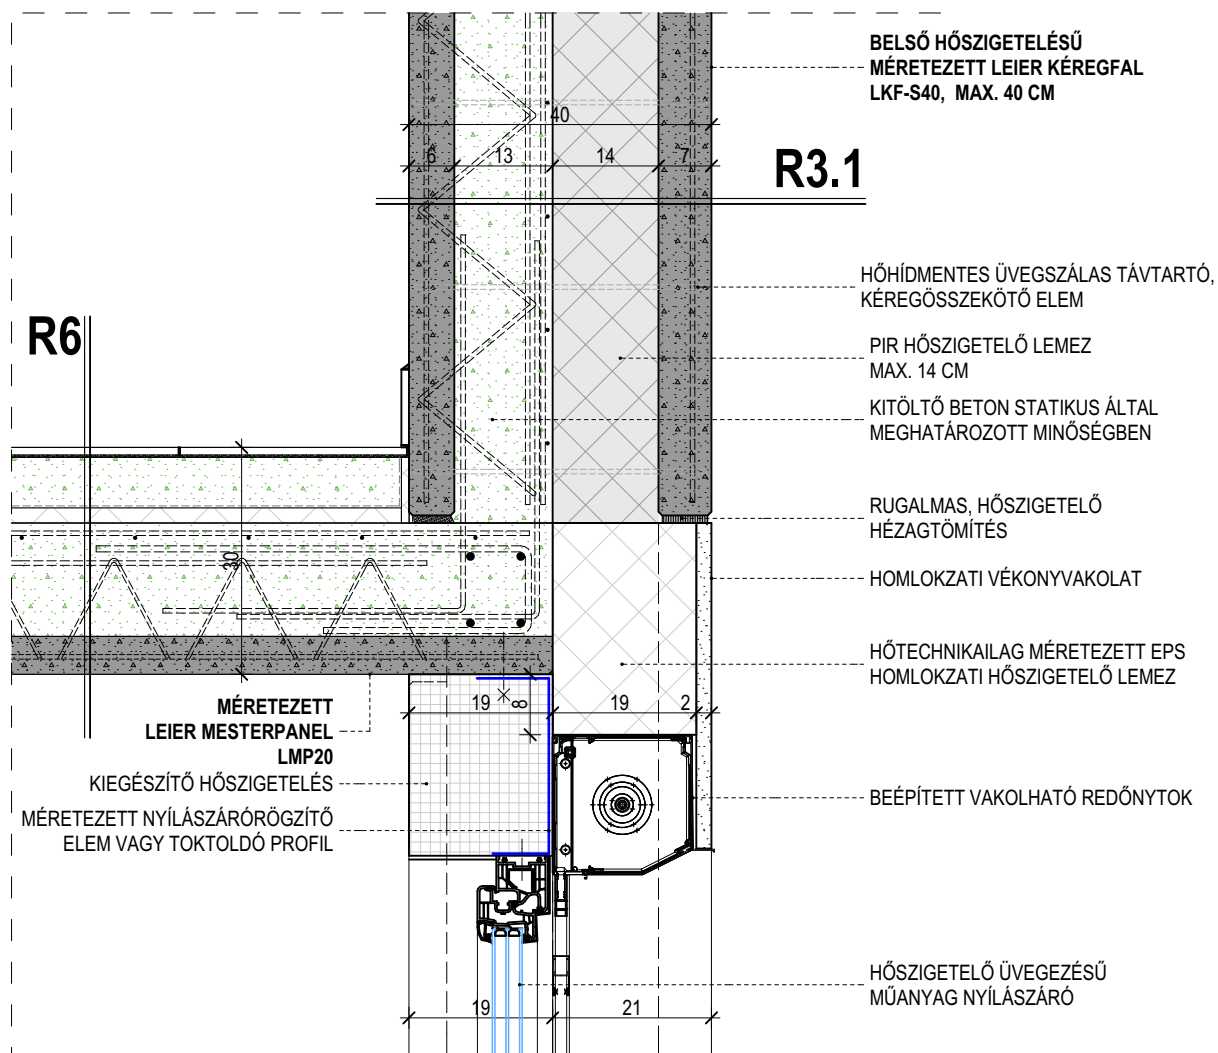 BELSŐ HŐSZIGETELÉSŰ
MÉRETEZETT LEIER KÉREGFAL
LKF-S40, MAX. 40 CM
40
6
13
14
7
R3.1
HŐHÍDMENTES ÜVEGSZÁLAS TÁVTARTÓ,
KÉREGÖSSZEKÖTŐ ELEM
R6
PIR HŐSZIGETELŐ LEMEZ
MAX. 14 CM
KITÖLTŐ BETON STATIKUS ÁLTAL
MEGHATÁROZOTT MINŐSÉGBEN
RUGALMAS, HŐSZIGETELŐ
HÉZAGTÖMÍTÉS
30
HOMLOKZATI VÉKONYVAKOLAT
HŐTECHNIKAILAG MÉRETEZETT EPS
HOMLOKZATI HŐSZIGETELŐ LEMEZ
MÉRETEZETT
LEIER MESTERPANEL
LMP20
19
8
19
2
KIEGÉSZÍTŐ HŐSZIGETELÉS
BEÉPÍTETT VAKOLHATÓ REDŐNYTOK
MÉRETEZETT NYÍLÁSZÁRÓRÖGZÍTŐ
ELEM VAGY TOKTOLDÓ PROFIL
HŐSZIGETELŐ ÜVEGEZÉSŰ
MŰANYAG NYÍLÁSZÁRÓ
19
21